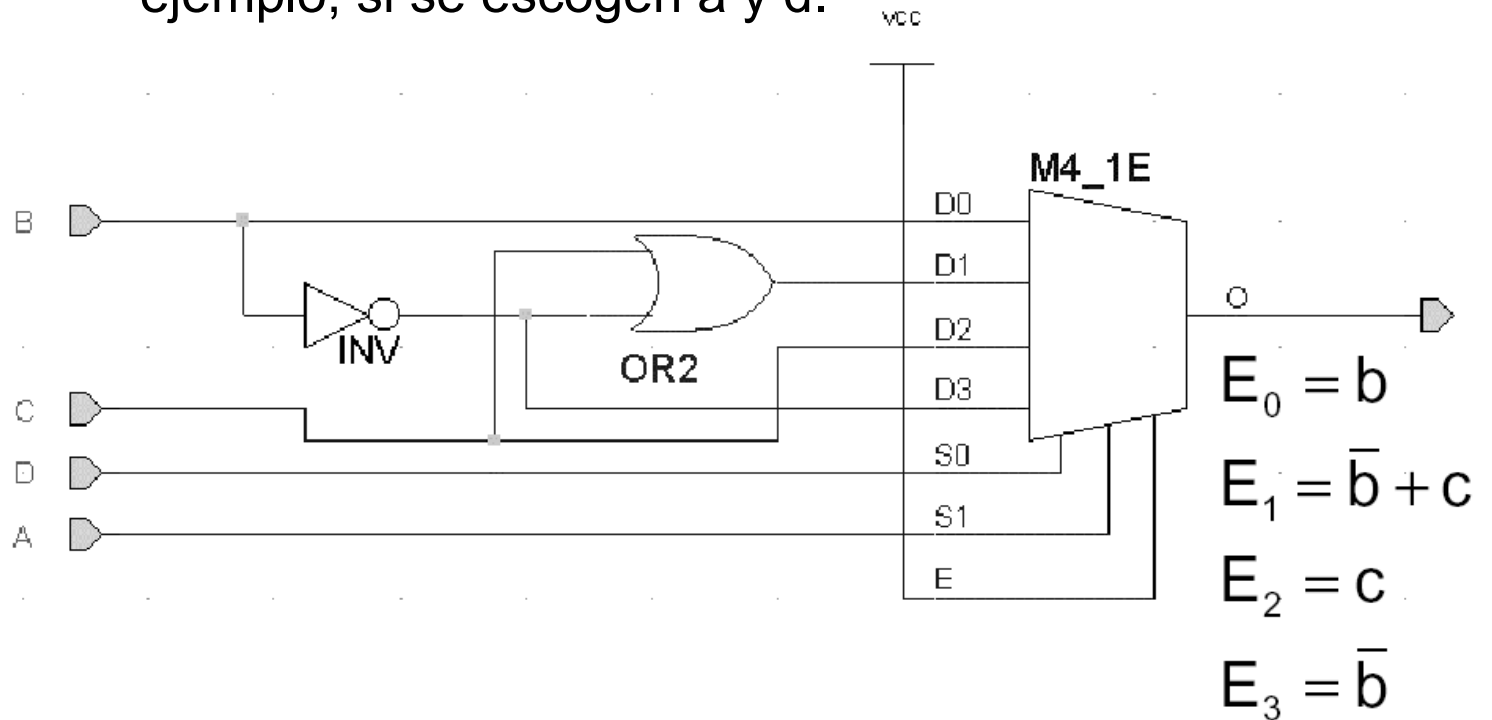 ejemplo, si se escogen a y d:
VCC
M4_1E
B
D0
D1
INV
OR2
D2
O
C
D3
D
S0
A
S1
E
E₀ = b
E₁ = b̅ + c
E₂ = c
E₃ = b̅